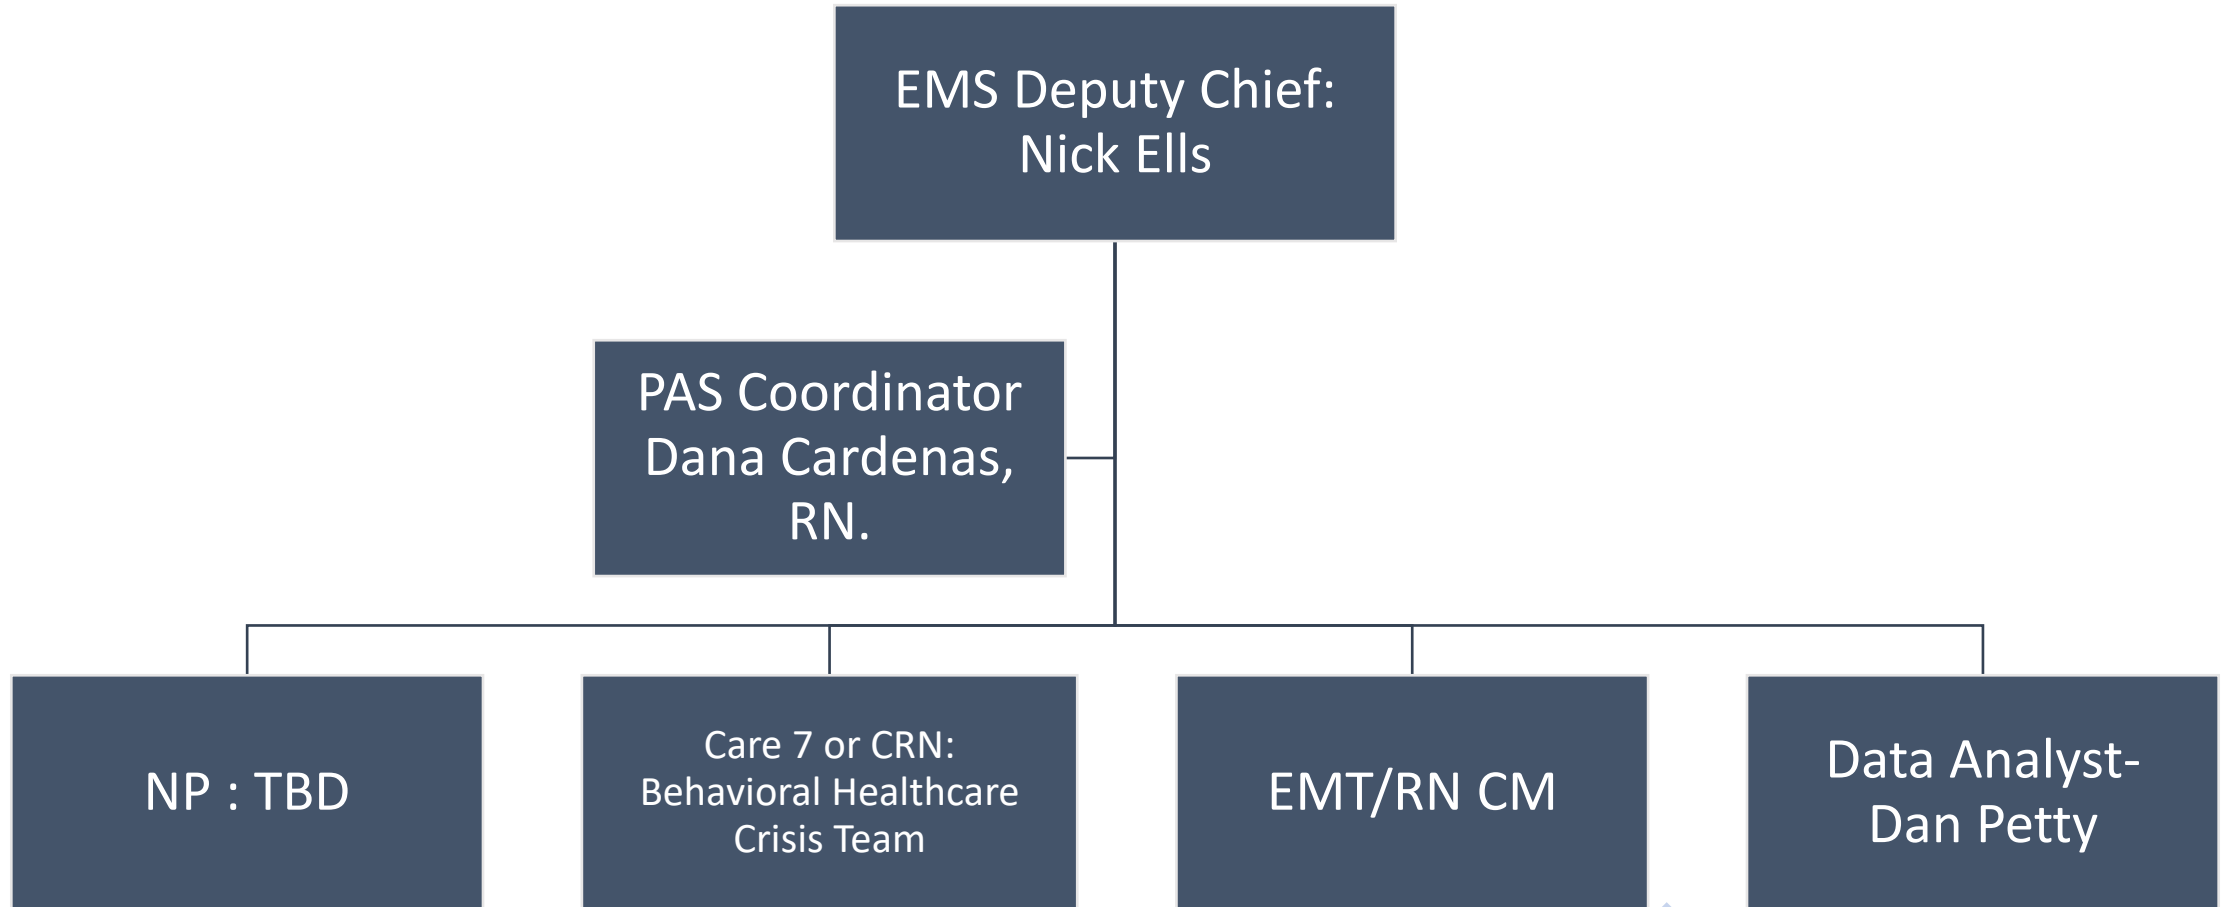 EMS Deputy Chief:
Nick Ells
PAS Coordinator
Dana Cardenas,
RN.
NP : TBD
Care 7 or CRN:
Behavioral Healthcare
Crisis Team
EMT/RN CM
Data Analyst-
Dan Petty